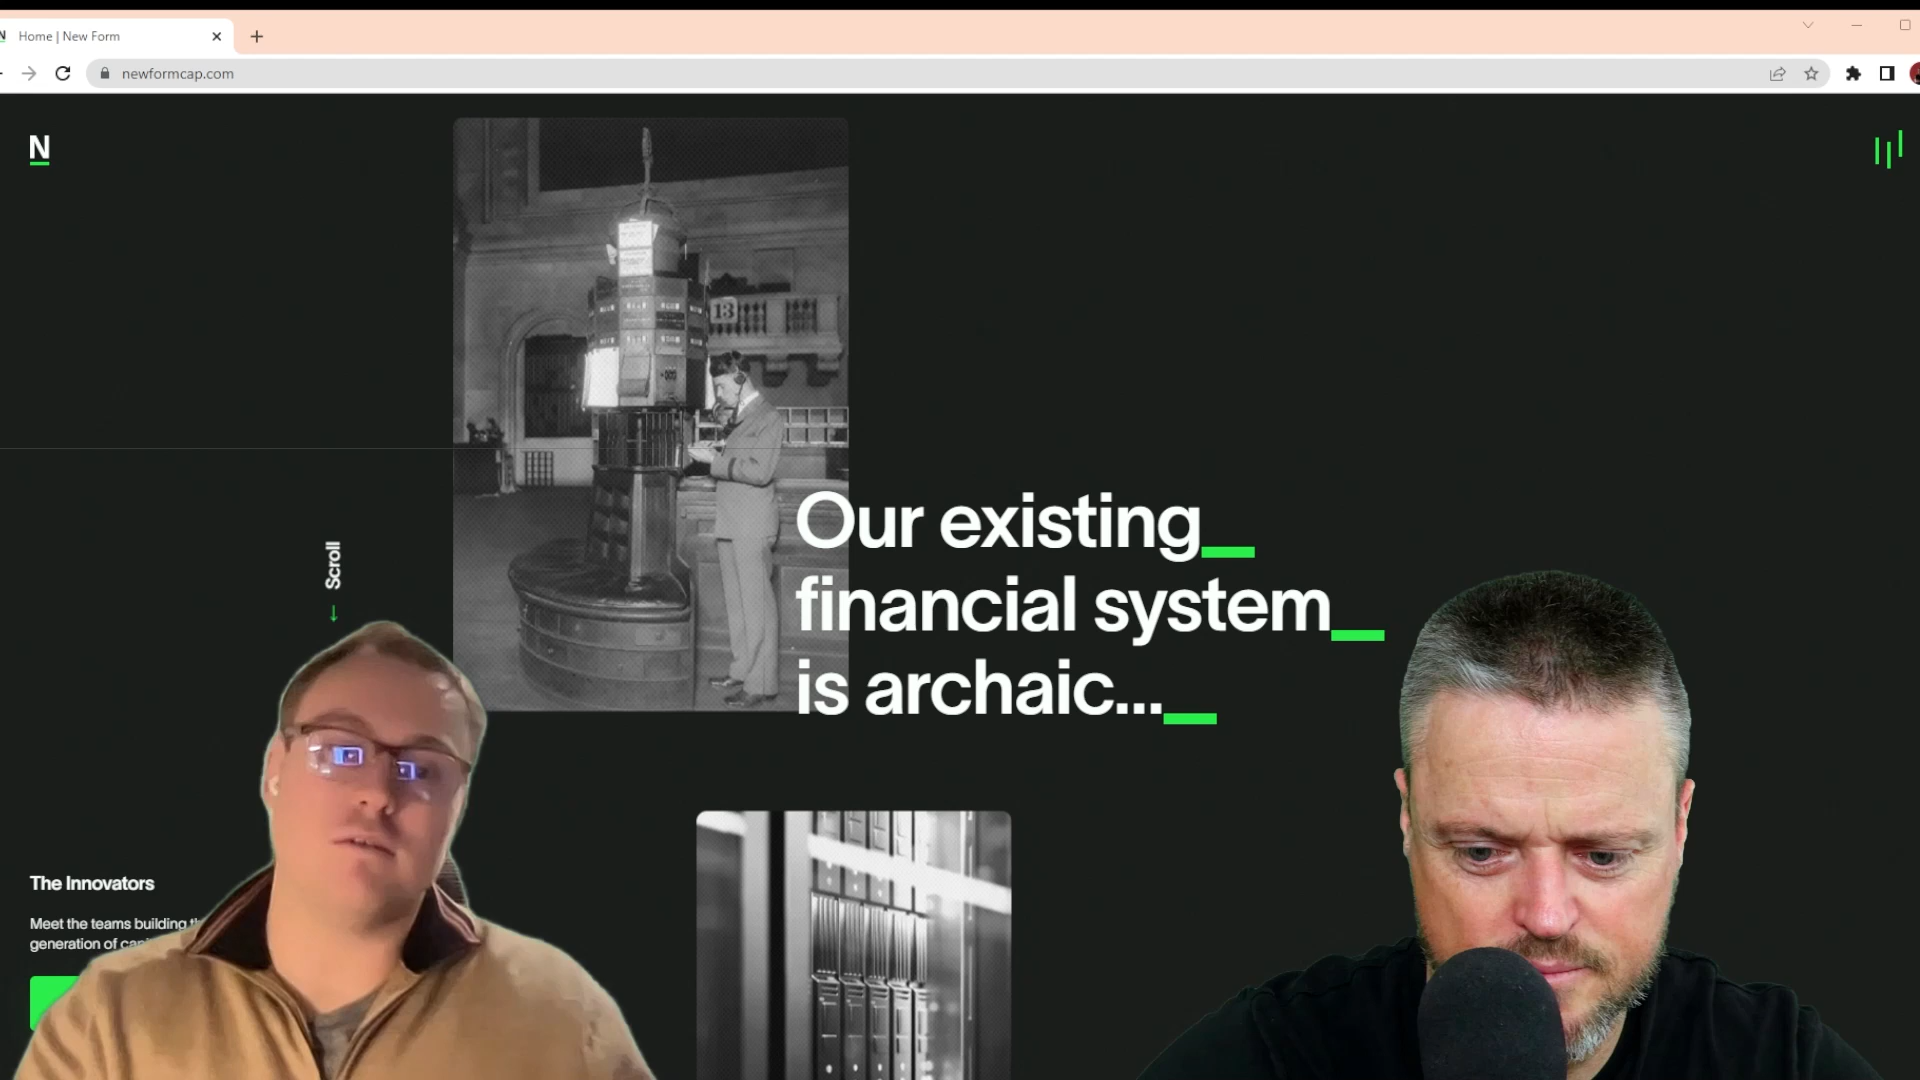 Home | New Form
newformcap.com
N
13
Our existing_
financial system_
is archaic..._
Scroll
The Innovators
Meet the teams building
generation of